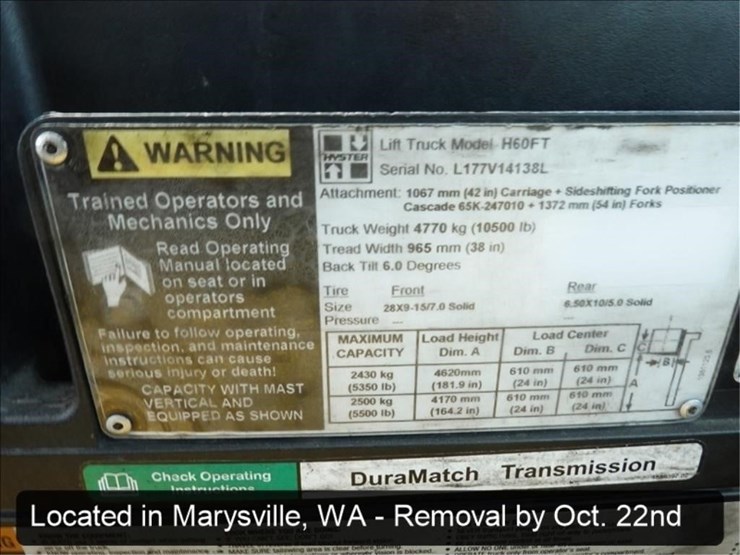 WARNING
Trained Operators and
Mechanics Only
Read Operating
Manual located
on seat or in
operators
compartment
Failure to follow operating,
inspection, and maintenance
instructions can cause
serious injury or death!
CAPACITY WITH MAST
VERTICAL AND
EQUIPPED AS SHOWN
HYSTER
Lift Truck Model H60FT
Serial No. L177V14138L
Attachment: 1067 mm (42 in) Carriage + Sideshifting Fork Positioner
Cascade 65K-247010 + 1372 mm (54 in) Forks
Truck Weight 4770 kg (10500 lb)
Tread Width 965 mm (38 in)
Back Tilt 6.0 Degrees
Tire Front Rear
Size 28X9-15/7.0 Solid 6.50X10/5.0 Solid
Pressure --- ---
MAXIMUM CAPACITY Load Height Dim. A Load Center Dim. B Dim. C
2430 kg 4620mm 610 mm 610 mm
(5350 lb) (181.9 in) (24 in) (24 in)
2500 kg 4170 mm 610 mm 610 mm
(5500 lb) (164.2 in) (24 in) (24 in)
C
B
A
Check Operating
Instructions
DuraMatch Transmission
Located in Marysville, WA - Removal by Oct. 22nd